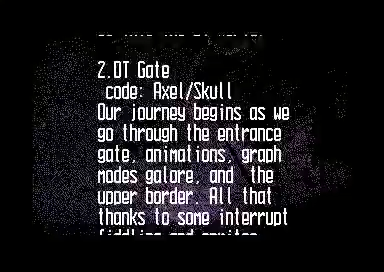 2.DT Gate
code: Axel/Skull
Our journey begins as we
go through the entrance
gate, animations, graph
modes galore, and  the
upper border. All that
thanks to some interrupt